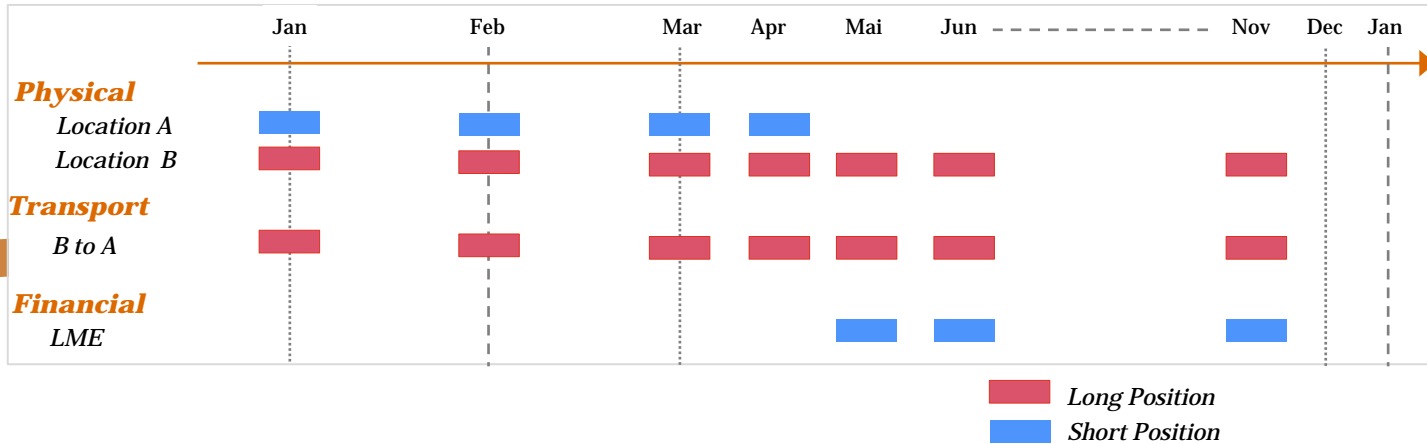 Jan Feb Mar Apr Mai Jun Nov Dec Jan
Physical
Location A
Location B
Transport
B to A
Financial
LME
Long Position
Short Position